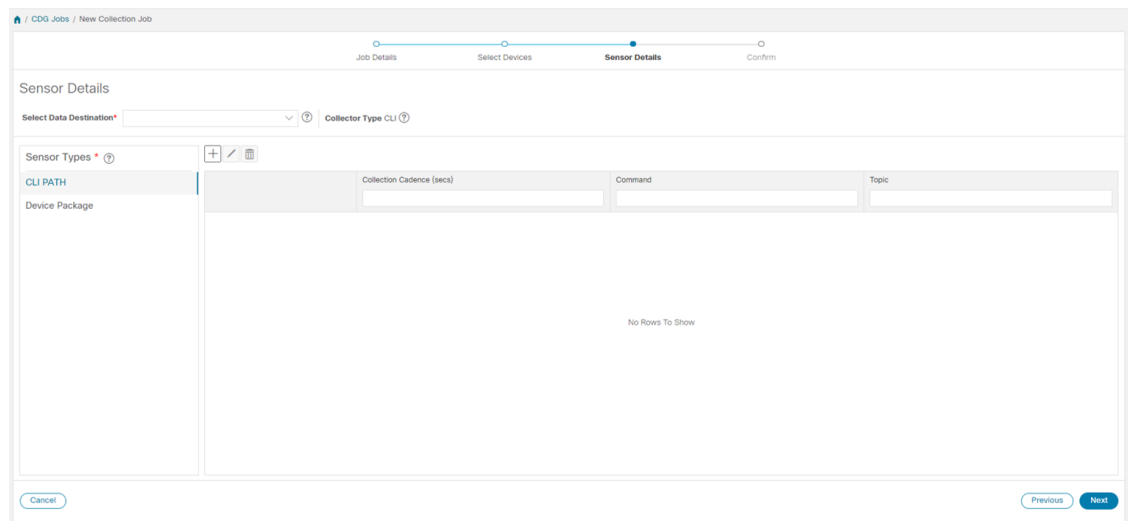 / CDG Jobs / New Collection Job
Job Details Select Devices Sensor Details Confirm
Sensor Details
Select Data Destination* ? Collector Type CLI ?
Sensor Types * ?
Collection Cadence (secs) Command Topic
CLI PATH
Device Package
No Rows To Show
Cancel Previous Next